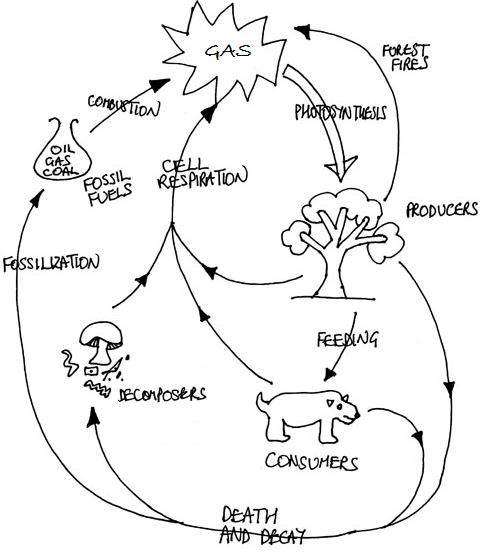 GAS
FOREST
FIRES
COMBUSTION
PHOTOSYNTHESIS
OIL
GAS
COAL
FOSSIL
FUELS
CELL
RESPIRATION
PRODUCERS
FOSSILIZATION
FEEDING
DECOMPOSERS
CONSUMERS
DEATH
AND DECAY